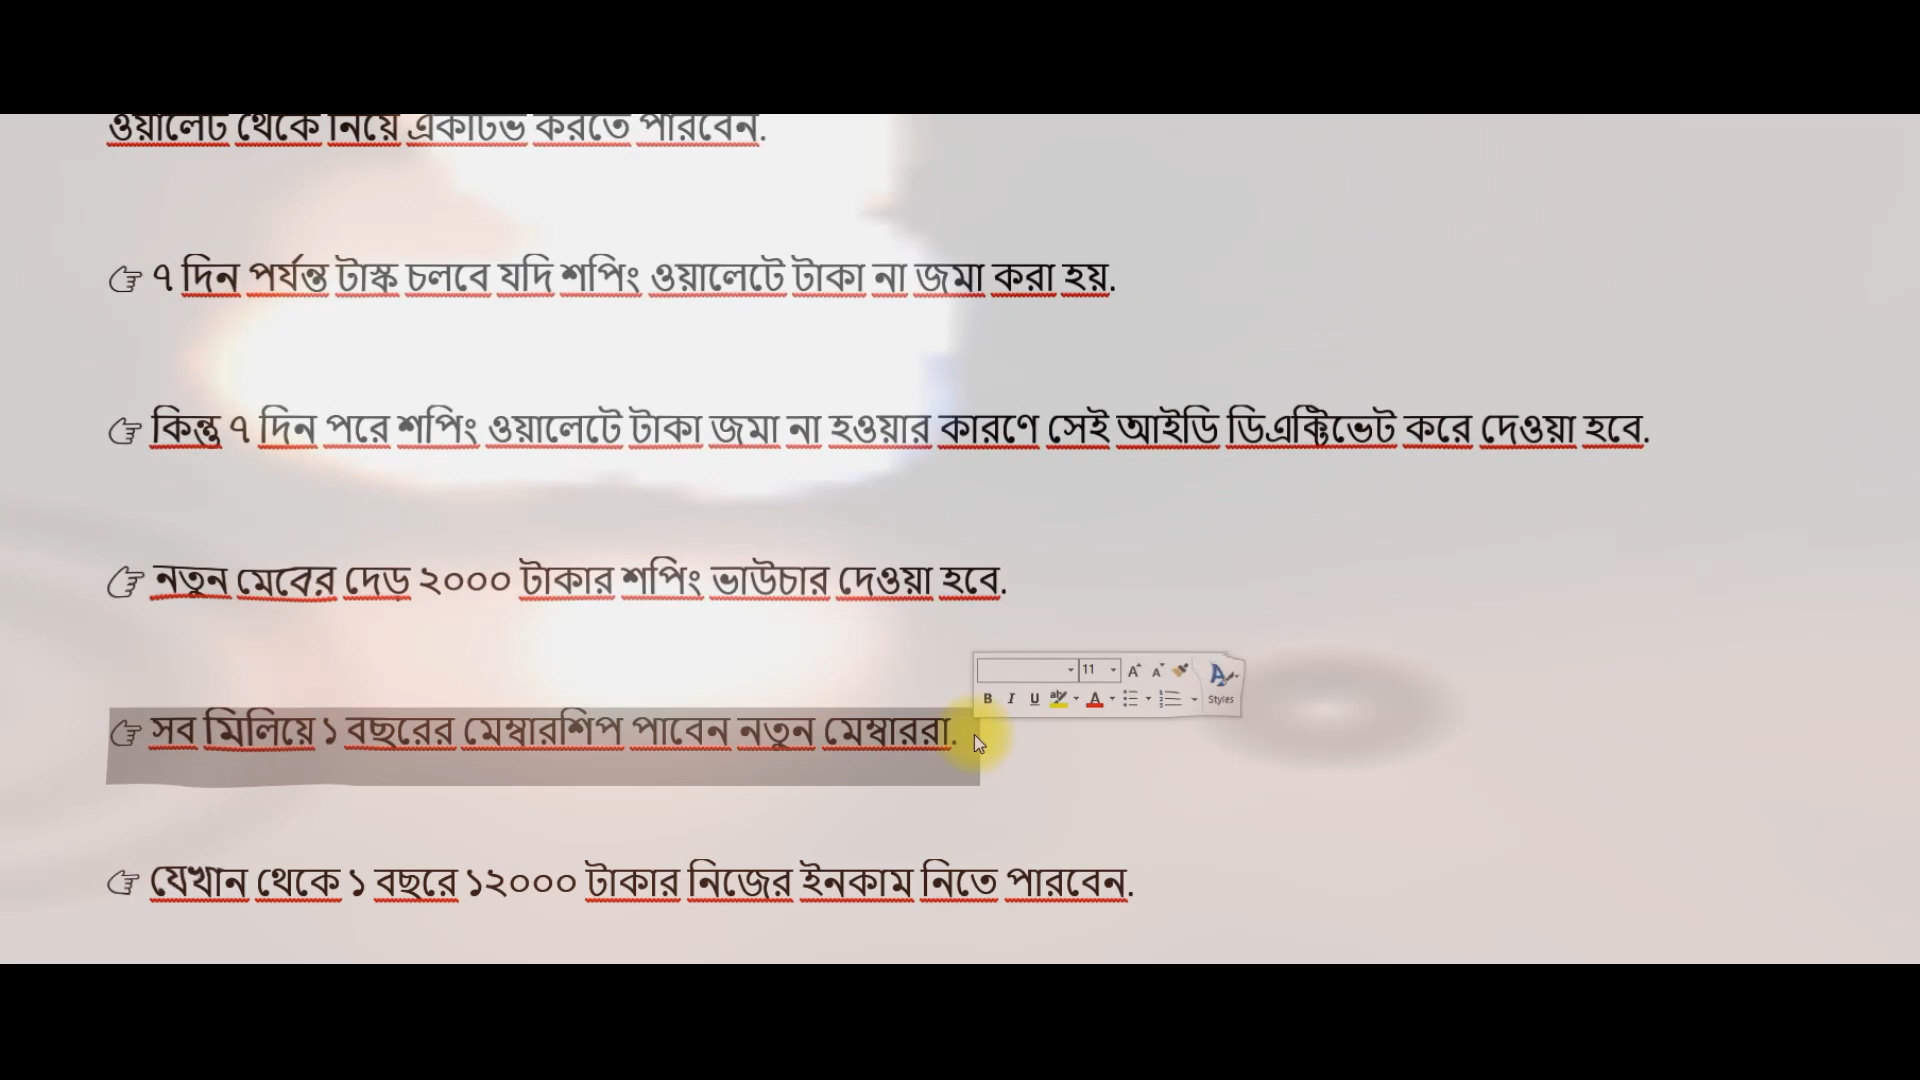 ওয়ালেট থেকে নিয়ে একটিভ করতে পারবেন.
👉 ৭ দিন পর্যন্ত টাস্ক চলবে যদি শপিং ওয়ালেটে টাকা না জমা করা হয়.
👉 কিন্তু ৭ দিন পরে শপিং ওয়ালেটে টাকা জমা না হওয়ার কারণে সেই আইডি ডিএক্টিভেট করে দেওয়া হবে.
👉 নতুন মেবের দেড় ২০০০ টাকার শপিং ভাউচার দেওয়া হবে.
11
B I U Styles
👉 সব মিলিয়ে ১ বছরের মেম্বারশিপ পাবেন নতুন মেম্বাররা.
👉 যেখান থেকে ১ বছরে ১২০০০ টাকার নিজের ইনকাম নিতে পারবেন.